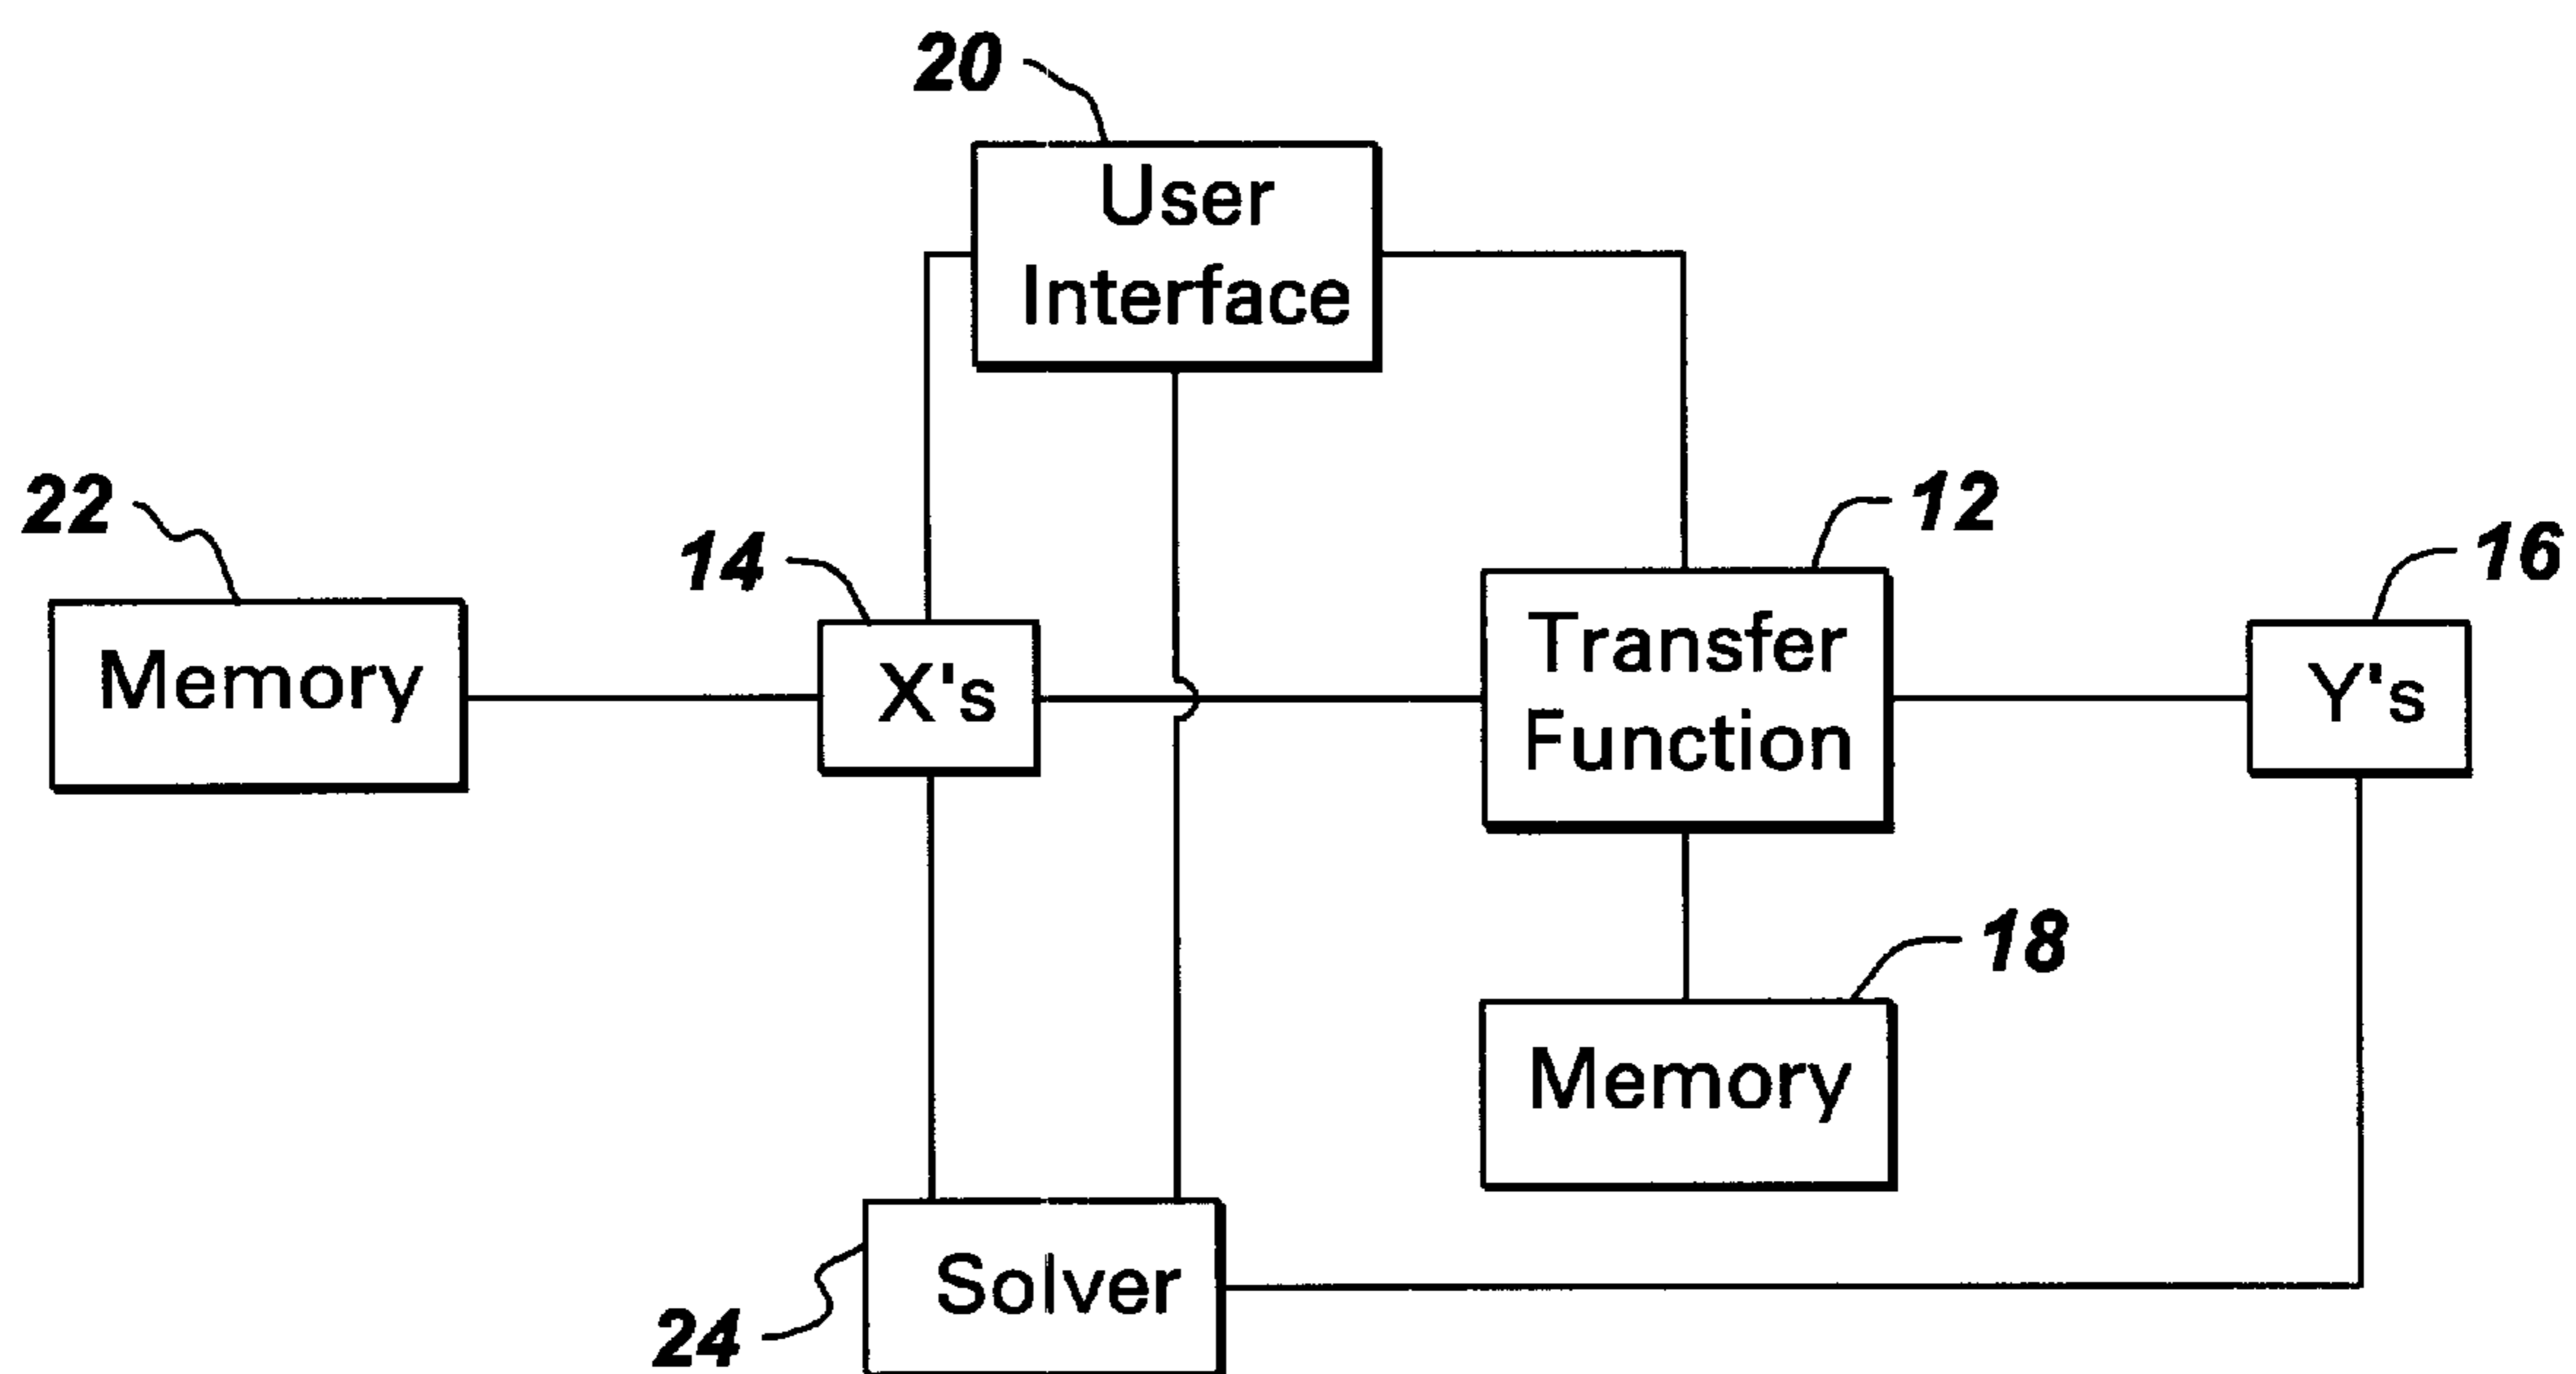 20
User
Interface
22
14
12
16
Memory
X's
Transfer
Function
Y's
18
Memory
Solver
24